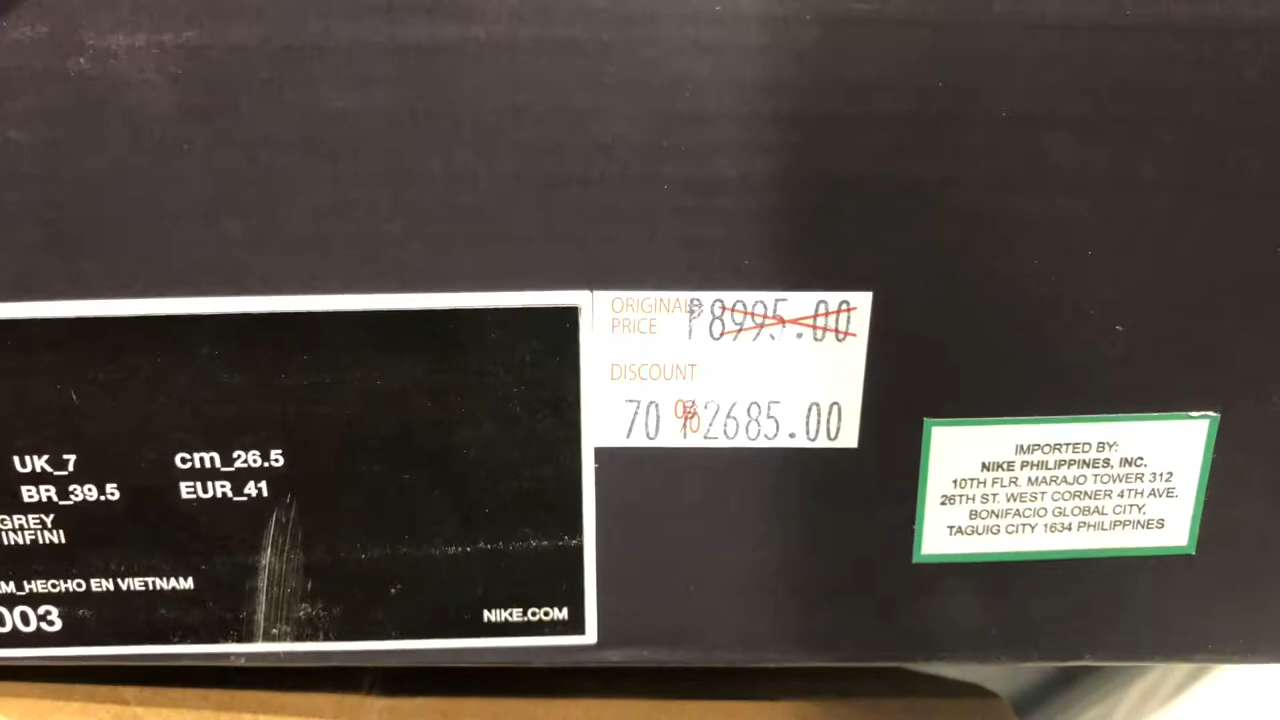 UK_7 cm_26.5
BR_39.5 EUR_41
GREY
INFINI
AM_HECHO EN VIETNAM
003
NIKE.COM
ORIGINAL
PRICE ₱8995.00
DISCOUNT
70 % ₱2685.00
IMPORTED BY:
NIKE PHILIPPINES, INC.
10TH FLR. MARAJO TOWER 312
26TH ST. WEST CORNER 4TH AVE.
BONIFACIO GLOBAL CITY,
TAGUIG CITY 1634 PHILIPPINES